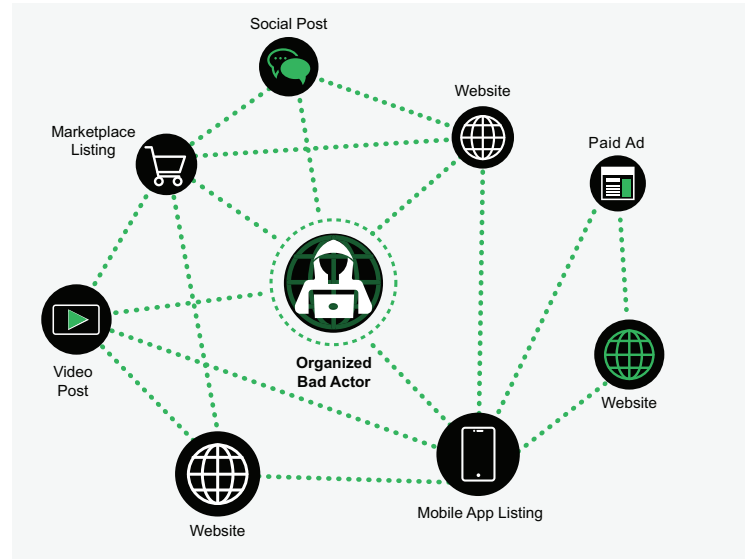 Social Post
Website
Marketplace
Listing
Paid Ad
Organized
Bad Actor
Video
Post
Website
Mobile App Listing
Website